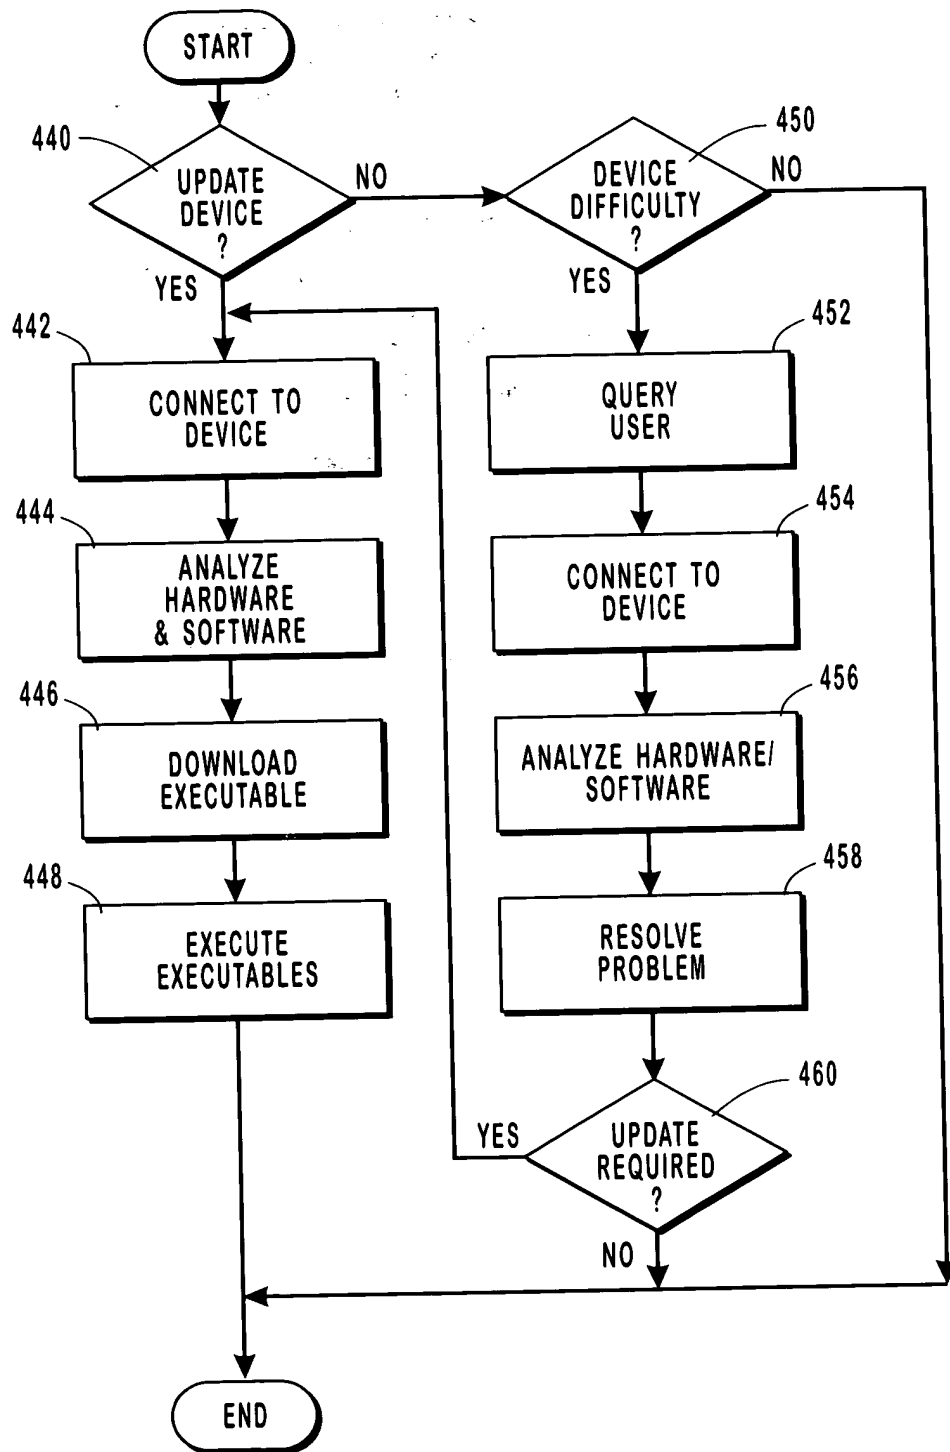 START
440
UPDATE
DEVICE
?
NO
YES
450
DEVICE
DIFFICULTY
?
NO
YES
442
CONNECT TO
DEVICE
452
QUERY
USER
444
ANALYZE
HARDWARE
& SOFTWARE
454
CONNECT TO
DEVICE
446
DOWNLOAD
EXECUTABLE
456
ANALYZE HARDWARE/
SOFTWARE
448
EXECUTE
EXECUTABLES
458
RESOLVE
PROBLEM
460
YES
UPDATE
REQUIRED
?
NO
END